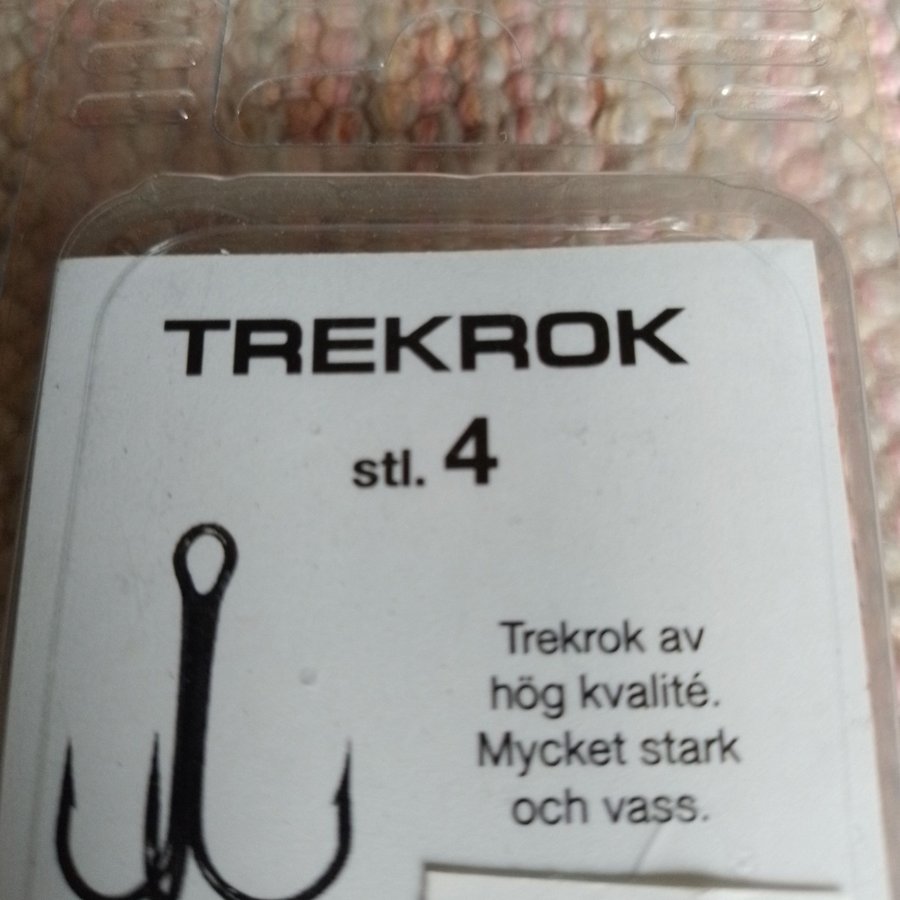 TREKROK
stl. 4
Trekrok av
hög kvalité.
Mycket stark
och vass.